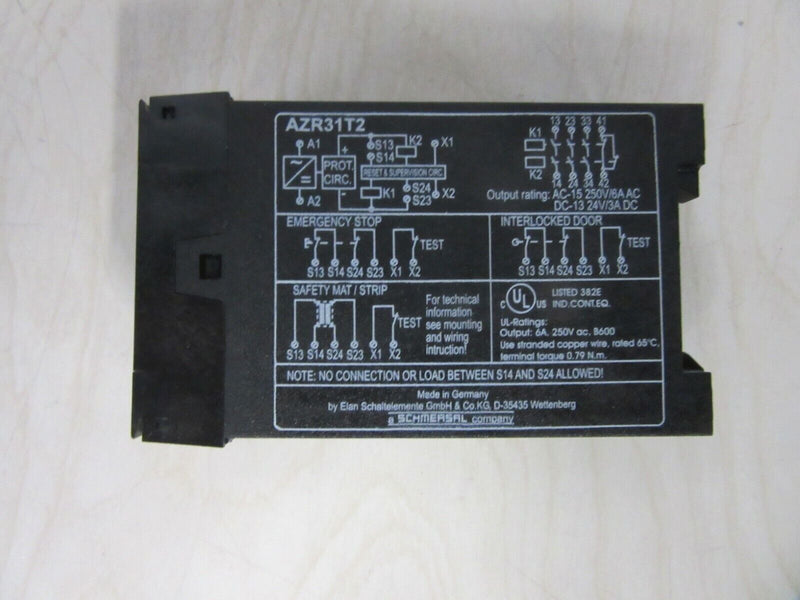 AZR31T2
A1
A2
PROT. CIRC.
+
-
S13
S14
K2
X1
RESET & SUPERVISION CIRC.
K1
S24
S23
X2
13 23 33 41
K1
K2
14 24 34 42
Output rating: AC-15 250V/6A AC
DC-13 24V/3A DC
EMERGENCY STOP
TEST
S13 S14 S24 S23 X1 X2
INTERLOCKED DOOR
TEST
S13 S14 S24 S23 X1 X2
SAFETY MAT / STRIP
TEST
S13 S14 S24 S23 X1 X2
For technical
information
see mounting
and wiring
intruction!
C UL US
LISTED 382E
IND.CONT.EQ.
UL-Ratings:
Output: 6A, 250V ac, B600
Use stranded copper wire, rated 65°C,
terminal torque 0.79 N.m.
NOTE: NO CONNECTION OR LOAD BETWEEN S14 AND S24 ALLOWED!
Made in Germany
by Elan Schaltelemente GmbH & Co.KG, D-35435 Wettenberg
a SCHMERSAL company